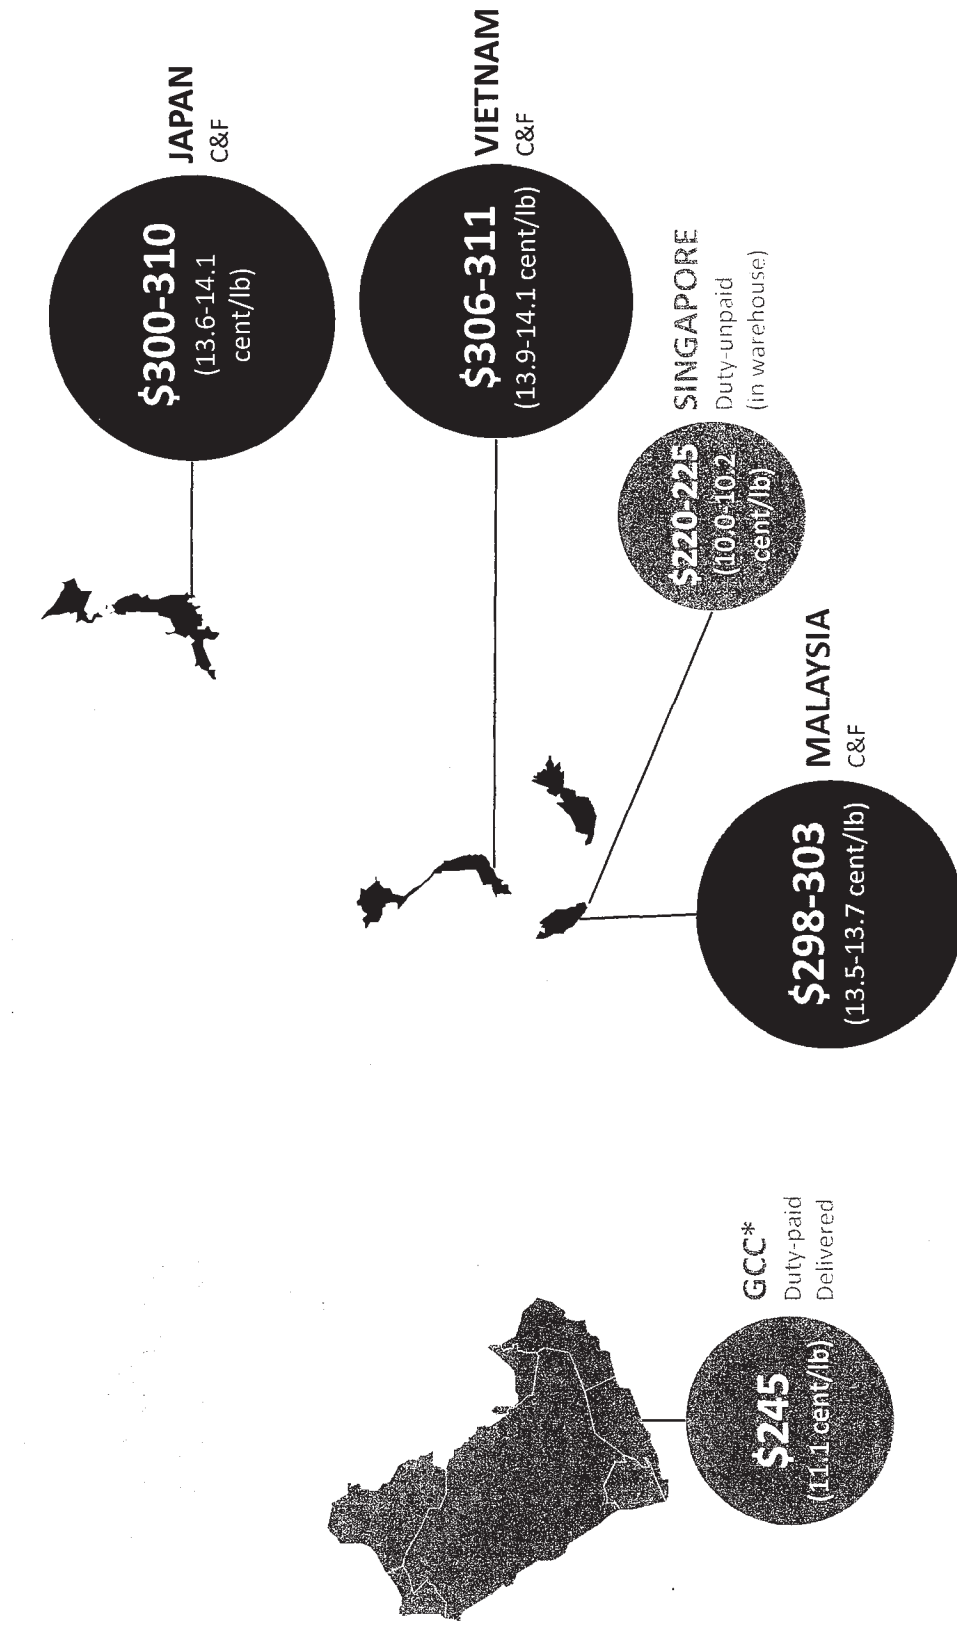 JAPAN
C&F
$300-310
(13.6-14.1
cent/lb)
VIETNAM
C&F
$306-311
(13.9-14.1 cent/lb)
SINGAPORE
Duty-unpaid
(in warehouse)
$220-225
(10.0-10.2
cent/lb)
MALAYSIA
C&F
$298-303
(13.5-13.7 cent/lb)
GCC*
Duty-paid
Delivered
$245
(11.1 cent/lb)